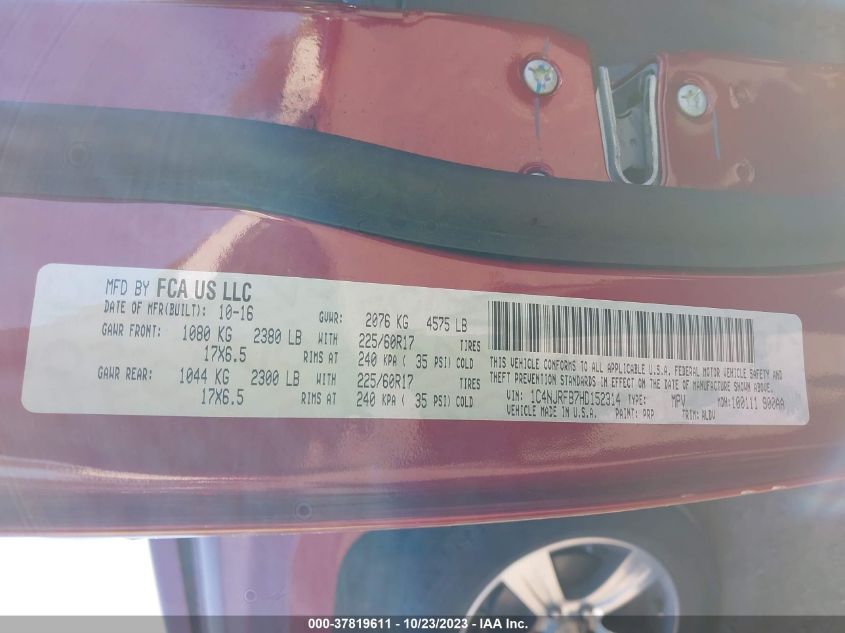 MFD BY FCA US LLC
DATE OF MFR(BUILT): 10-16 GVWR: 2076 KG 4575 LB
GAWR FRONT: 1080 KG 2380 LB WITH 225/60R17 TIRES
17X6.5 RIMS AT 240 KPA ( 35 PSI) COLD
GAWR REAR: 1044 KG 2300 LB WITH 225/60R17 TIRES
17X6.5 RIMS AT 240 KPA ( 35 PSI) COLD
THIS VEHICLE CONFORMS TO ALL APPLICABLE U.S.A. FEDERAL MOTOR VEHICLE SAFETY AND
THEFT PREVENTION STANDARDS IN EFFECT ON THE DATE OF MANUFACTURE SHOWN ABOVE.
VIN: 1C4NJRFB7HD152314 TYPE: MPV MDH: 100111 900AA
VEHICLE MADE IN U.S.A. PAINT: PRP TRIM: ALDV
000-37819611 - 10/23/2023 - IAA Inc.